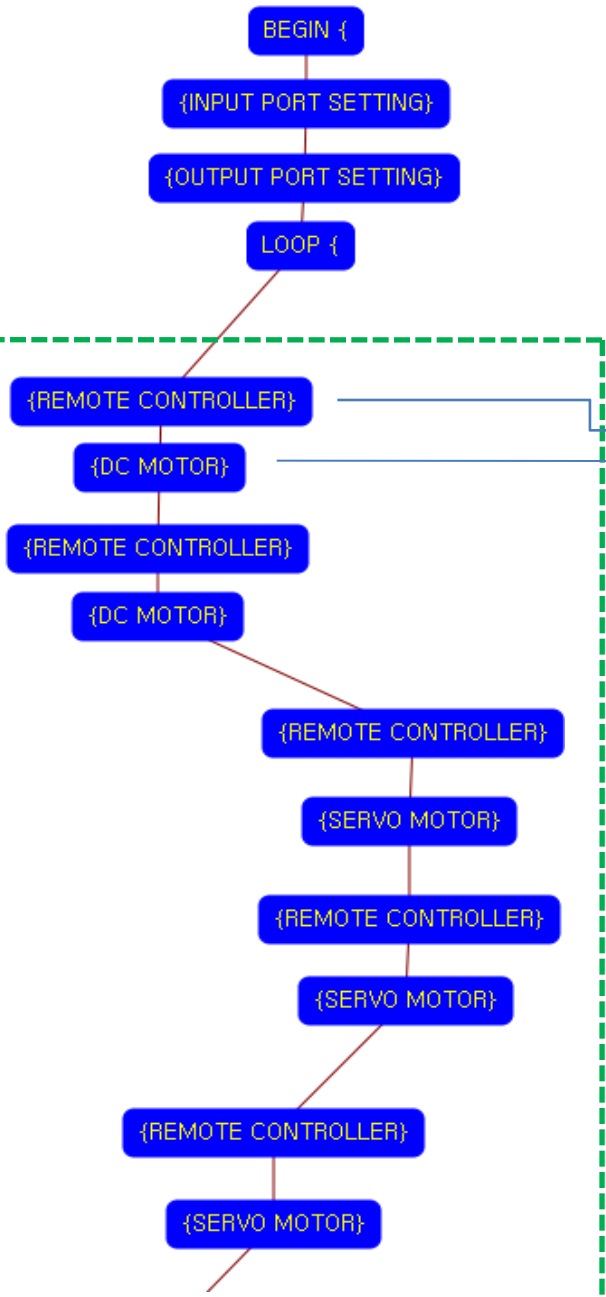 BEGIN {
{INPUT PORT SETTING}
{OUTPUT PORT SETTING}
LOOP {
{REMOTE CONTROLLER}
{DC MOTOR}
{REMOTE CONTROLLER}
{DC MOTOR}
{REMOTE CONTROLLER}
{SERVO MOTOR}
{REMOTE CONTROLLER}
{SERVO MOTOR}
{REMOTE CONTROLLER}
{SERVO MOTOR}